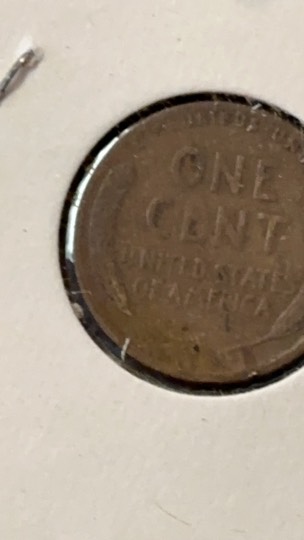 ONE
CENT
UNITED STATE
OF AMERICA